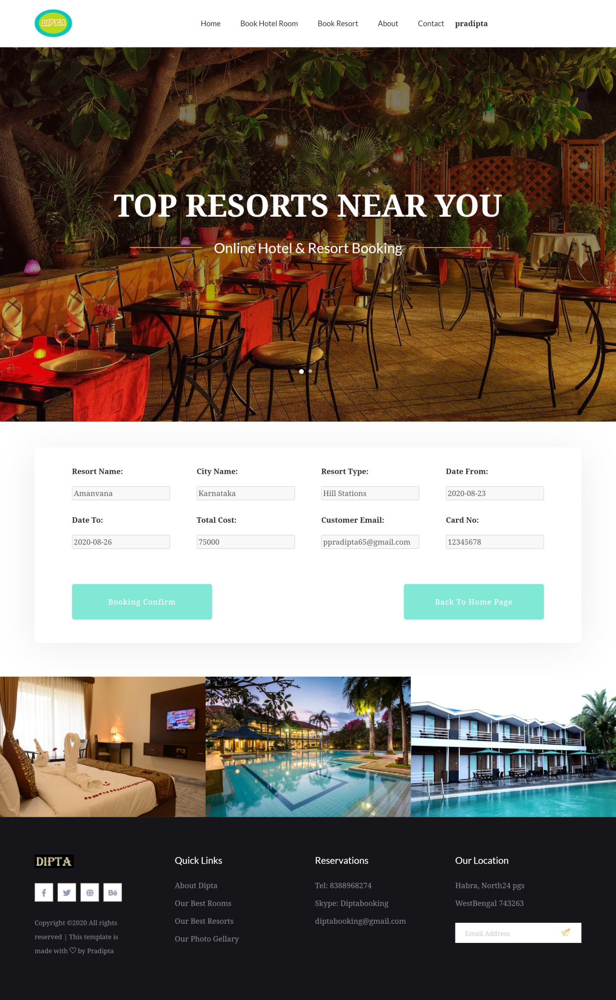 DIPTA
Home Book Hotel Room Book Resort About Contact pradipta
TOP RESORTS NEAR YOU
Online Hotel & Resort Booking
Resort Name: City Name: Resort Type: Date From:
Amanvana Karnataka Hill Stations 2020-08-23
Date To: Total Cost: Customer Email: Card No:
2020-08-26 75000 ppradipta65@gmail.com 12345678
Booking Confirm Back To Home Page
DIPTA
Bē
Copyright ©2020 All rights
reserved | This template is
made with ♡ by Pradipta
Quick Links
About Dipta
Our Best Rooms
Our Best Resorts
Our Photo Gellary
Reservations
Tel: 8388968274
Skype: Diptabooking
diptabooking@gmail.com
Our Location
Habra, North24 pgs
WestBengal 743263
Email Address